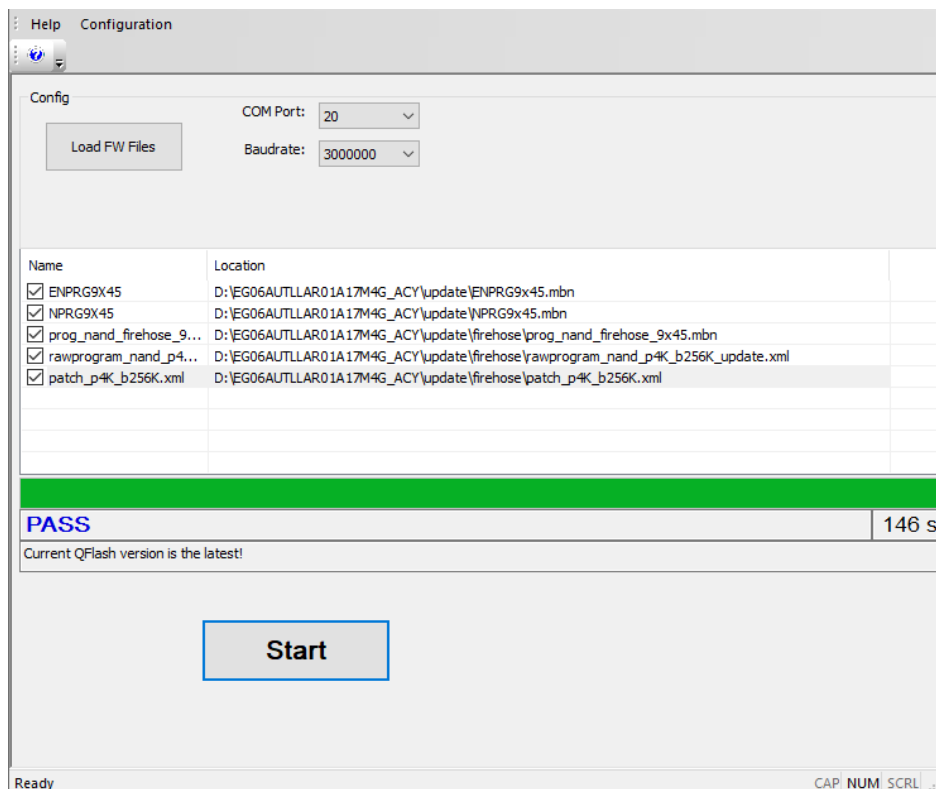 Help Configuration
Config
COM Port: 20
Load FW Files
Baudrate: 3000000
Name Location
ENPRG9X45 D:\EG06AUTLLAR01A17M4G_ACY\update\ENPRG9x45.mbn
NPRG9X45 D:\EG06AUTLLAR01A17M4G_ACY\update\NPRG9x45.mbn
prog_nand_firehose_9... D:\EG06AUTLLAR01A17M4G_ACY\update\firehose\prog_nand_firehose_9x45.mbn
rawprogram_nand_p4... D:\EG06AUTLLAR01A17M4G_ACY\update\firehose\rawprogram_nand_p4K_b256K_update.xml
patch_p4K_b256K.xml D:\EG06AUTLLAR01A17M4G_ACY\update\firehose\patch_p4K_b256K.xml
PASS 146 s
Current QFlash version is the latest!
Start
Ready CAP NUM SCRL